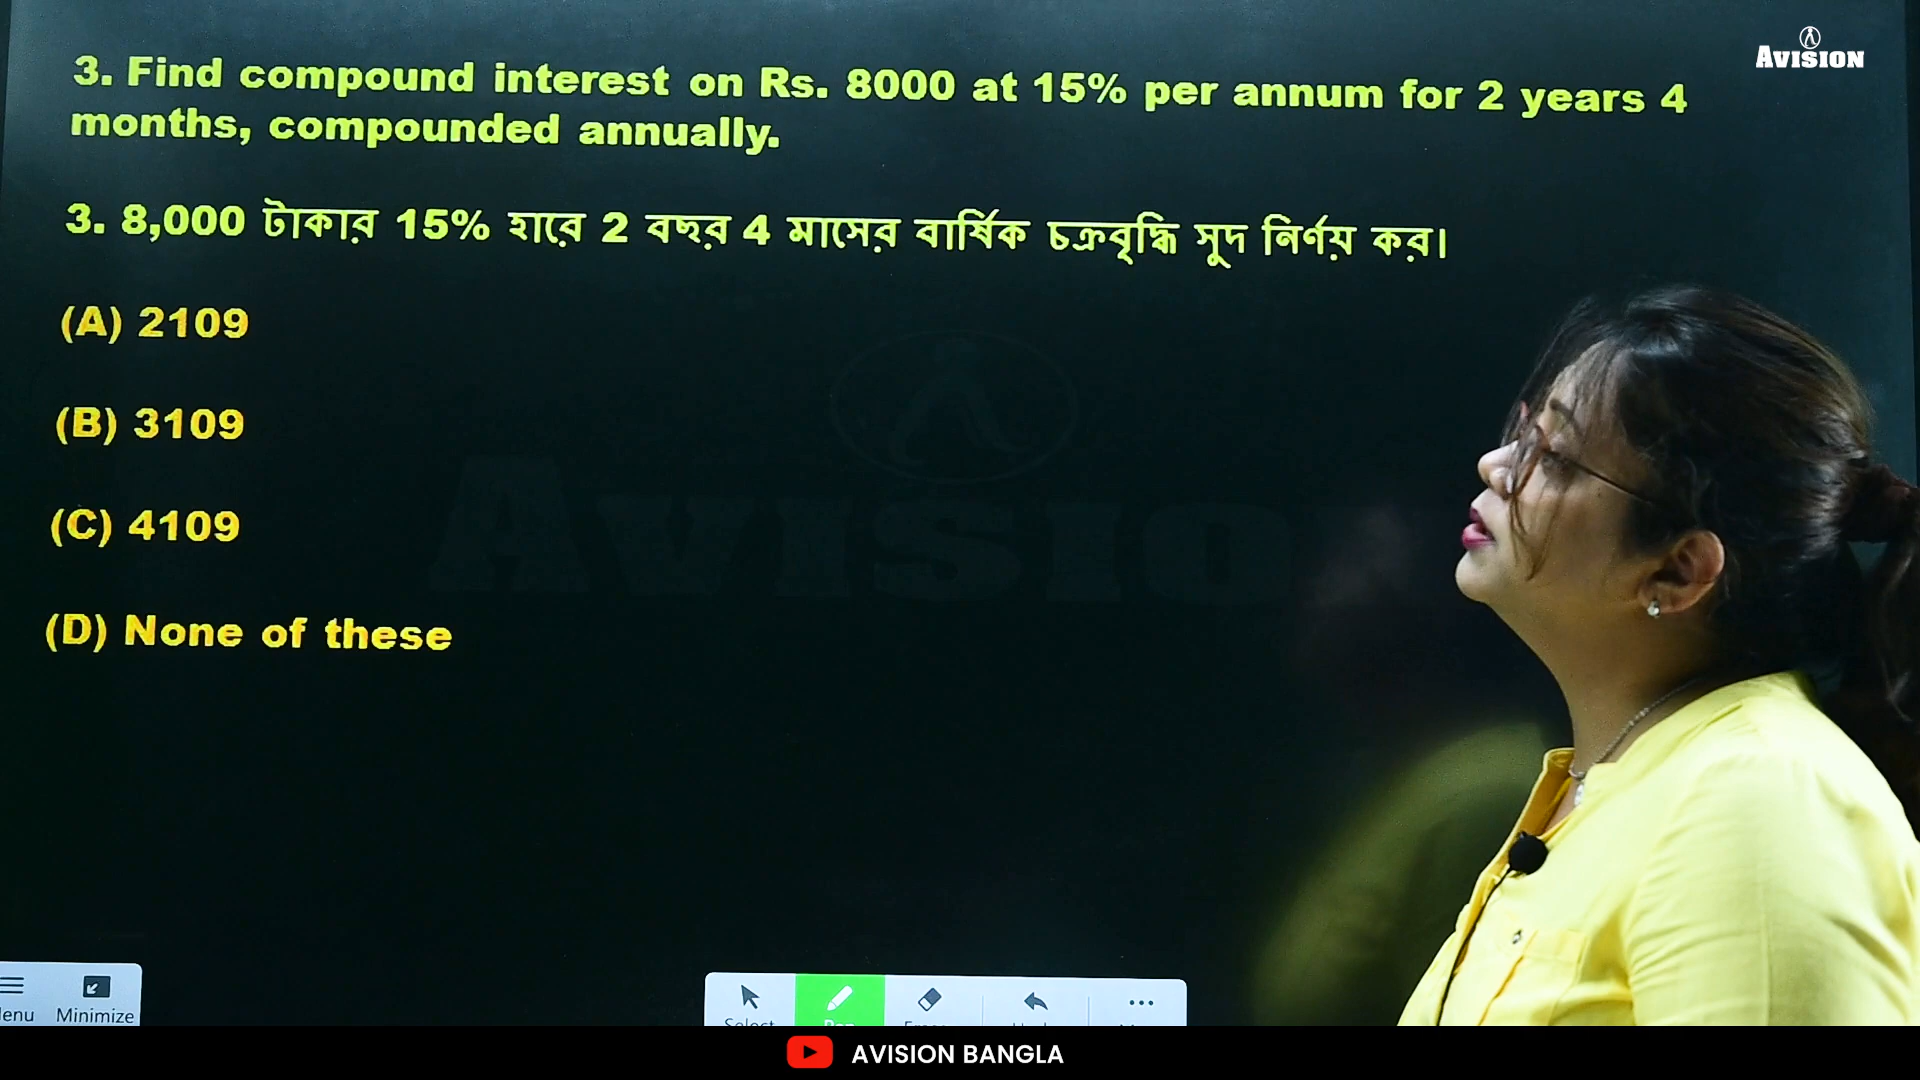 AVISION
3. Find compound interest on Rs. 8000 at 15% per annum for 2 years 4
months, compounded annually.
3. 8,000 টাকার 15% হারে 2 বছর 4 মাসের বার্ষিক চক্রবৃদ্ধি সুদ নির্ণয় কর।
(A) 2109
(B) 3109
(C) 4109
(D) None of these
AVISION
Minimize
Select
AVISION BANGLA